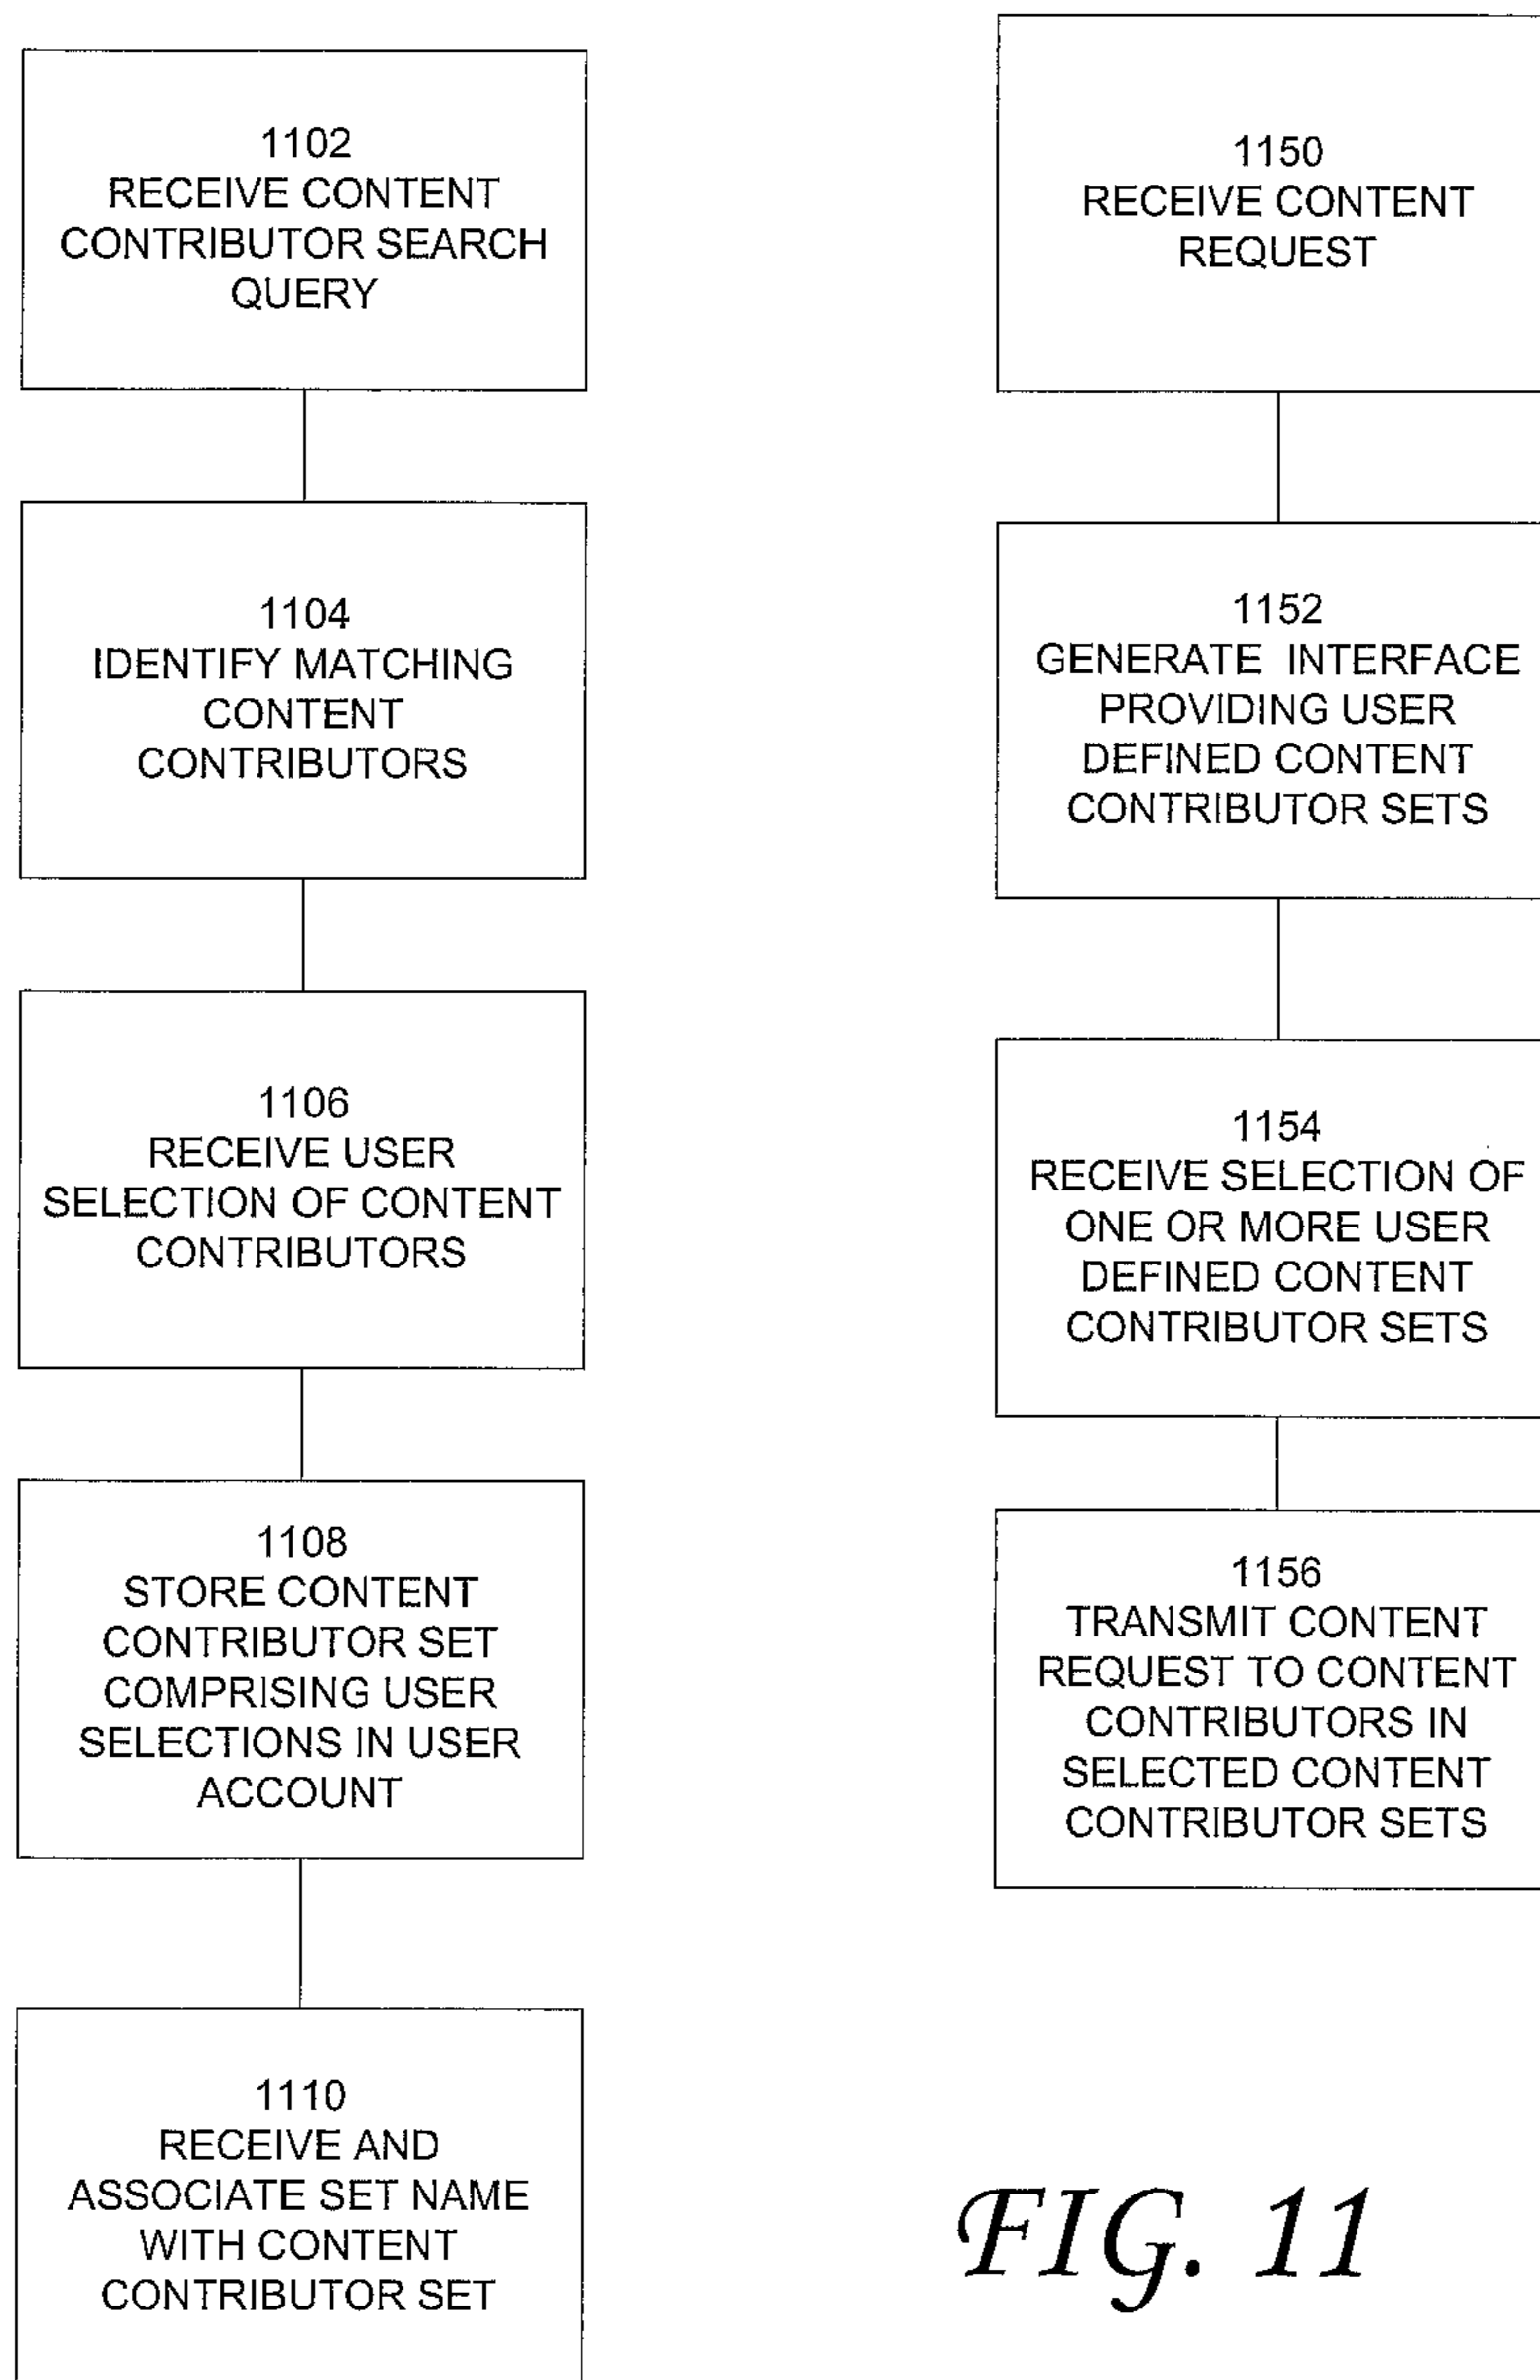 1102
RECEIVE CONTENT
CONTRIBUTOR SEARCH
QUERY
1104
IDENTIFY MATCHING
CONTENT
CONTRIBUTORS
1106
RECEIVE USER
SELECTION OF CONTENT
CONTRIBUTORS
1108
STORE CONTENT
CONTRIBUTOR SET
COMPRISING USER
SELECTIONS IN USER
ACCOUNT
1110
RECEIVE AND
ASSOCIATE SET NAME
WITH CONTENT
CONTRIBUTOR SET
1150
RECEIVE CONTENT
REQUEST
1152
GENERATE INTERFACE
PROVIDING USER
DEFINED CONTENT
CONTRIBUTOR SETS
1154
RECEIVE SELECTION OF
ONE OR MORE USER
DEFINED CONTENT
CONTRIBUTOR SETS
1156
TRANSMIT CONTENT
REQUEST TO CONTENT
CONTRIBUTORS IN
SELECTED CONTENT
CONTRIBUTOR SETS
FIG. 11